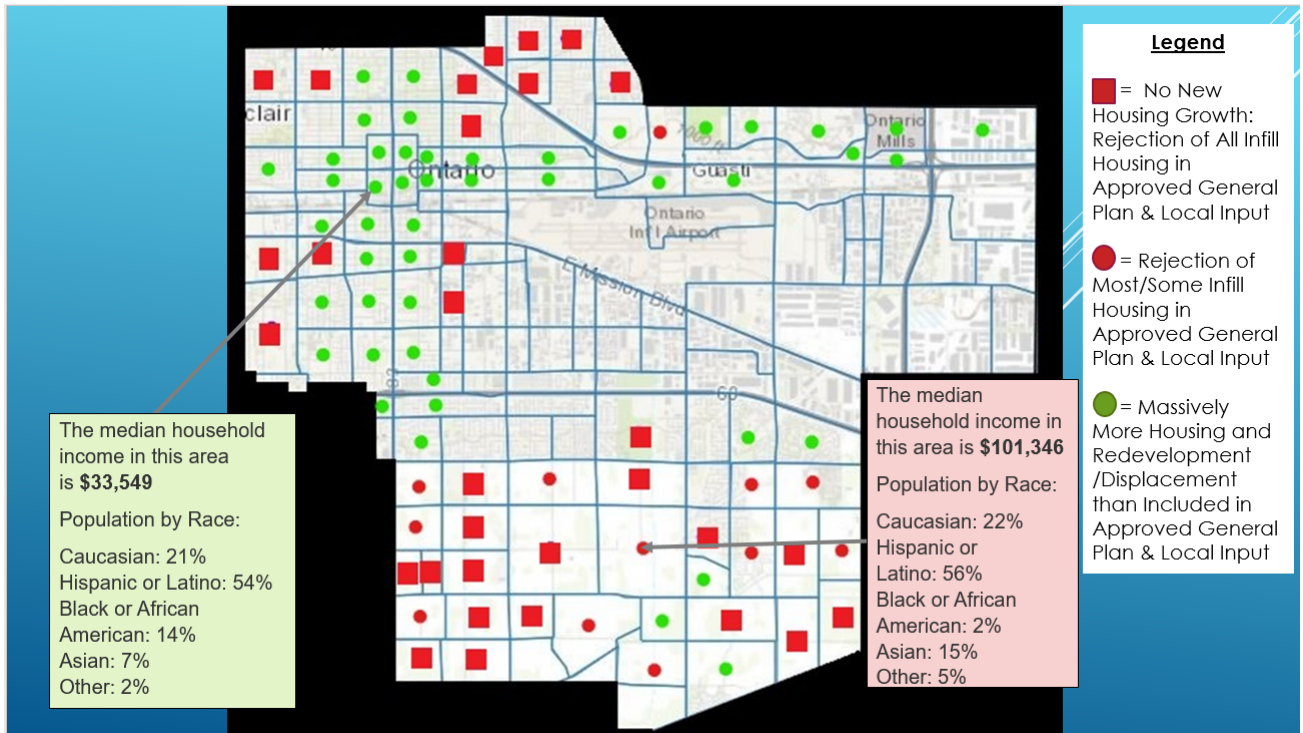 clair
Ontario
Ontario
Mills
Guasti
Ontario
Int'l Airport
E Mission Blvd
60
The median household
income in this area
is $33,549
Population by Race:
Caucasian: 21%
Hispanic or Latino: 54%
Black or African
American: 14%
Asian: 7%
Other: 2%
The median
household income in
this area is $101,346
Population by Race:
Caucasian: 22%
Hispanic or
Latino: 56%
Black or African
American: 2%
Asian: 15%
Other: 5%
Legend
= No New
Housing Growth:
Rejection of All Infill
Housing in
Approved General
Plan & Local Input
= Rejection of
Most/Some Infill
Housing in
Approved General
Plan & Local Input
= Massively
More Housing and
Redevelopment
/Displacement
than Included in
Approved General
Plan & Local Input